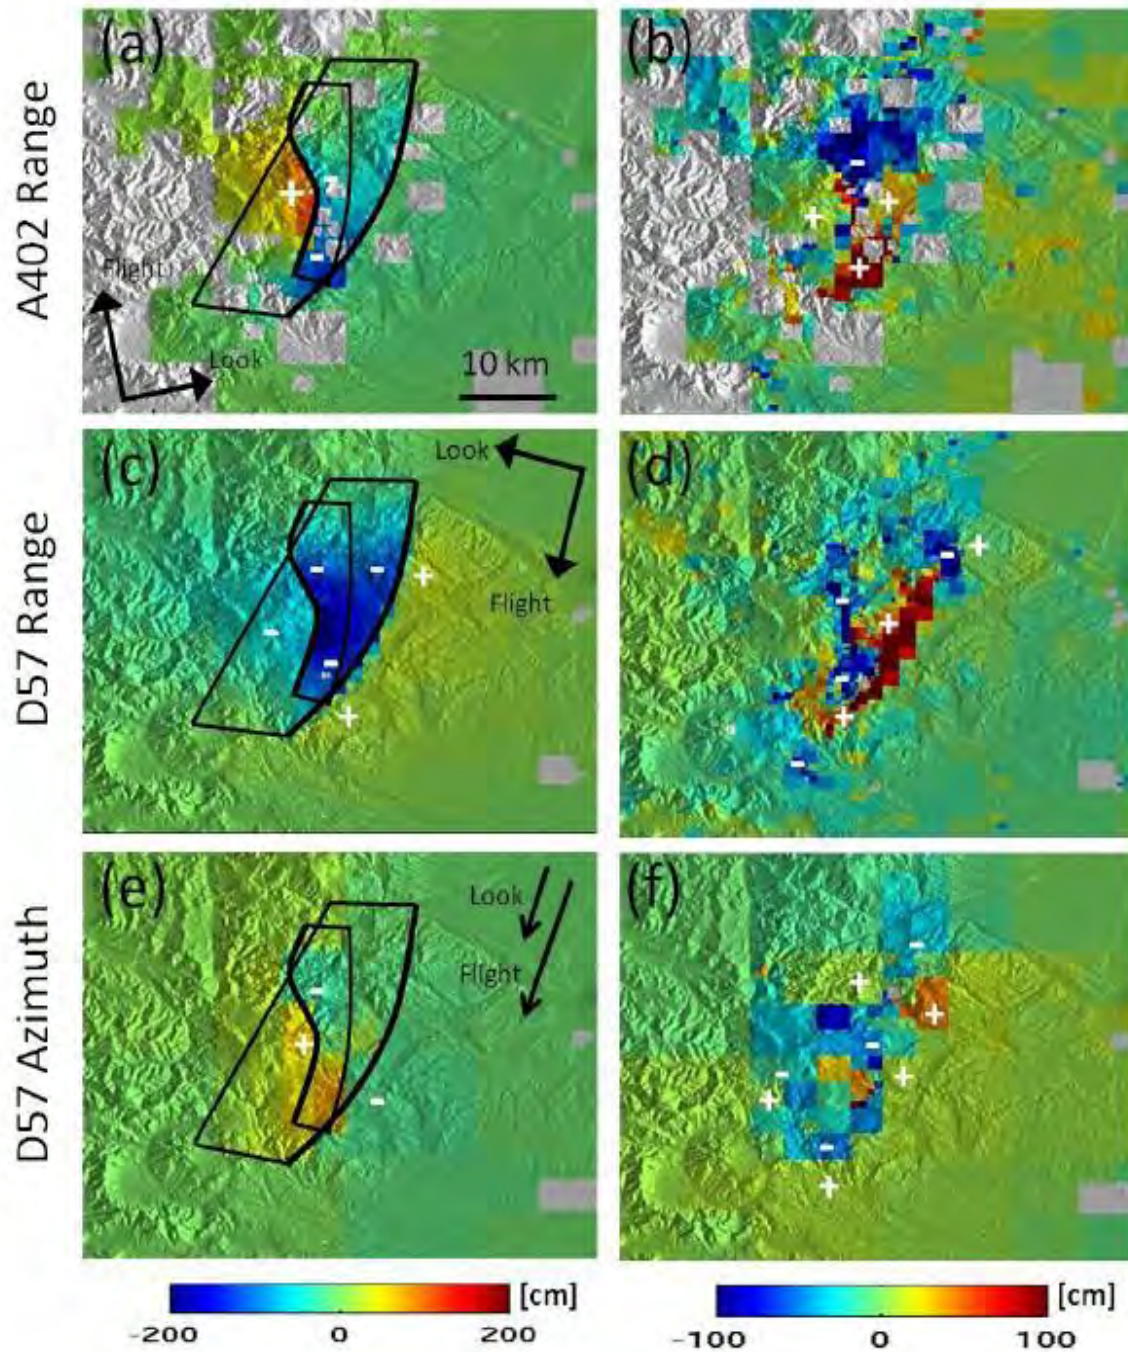 A402 Range
(a)
(b)
Flight
Look
10 km
D57 Range
(c)
Look
Flight
(d)
D57 Azimuth
(e)
Look
Flight
(f)
[cm]
-200 0 200
[cm]
-100 0 100